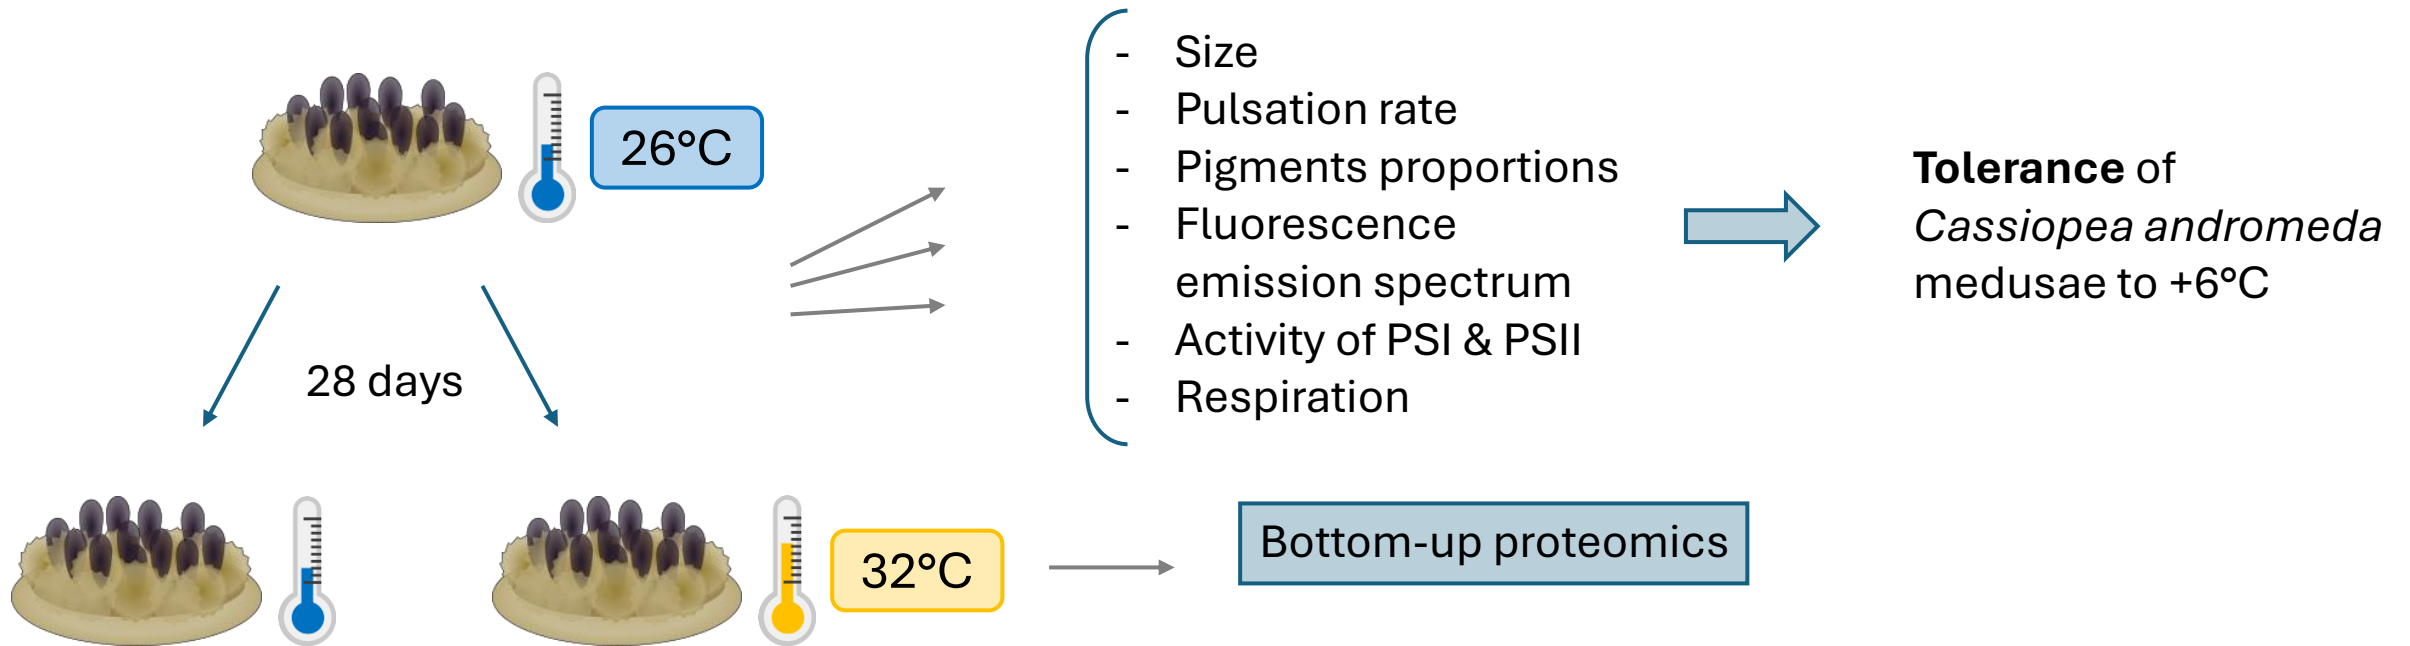 26°C
28 days
32°C
- Size
- Pulsation rate
- Pigments proportions
- Fluorescence
emission spectrum
- Activity of PSI & PSII
- Respiration
Bottom-up proteomics
Tolerance of
Cassiopea andromeda
medusae to +6°C